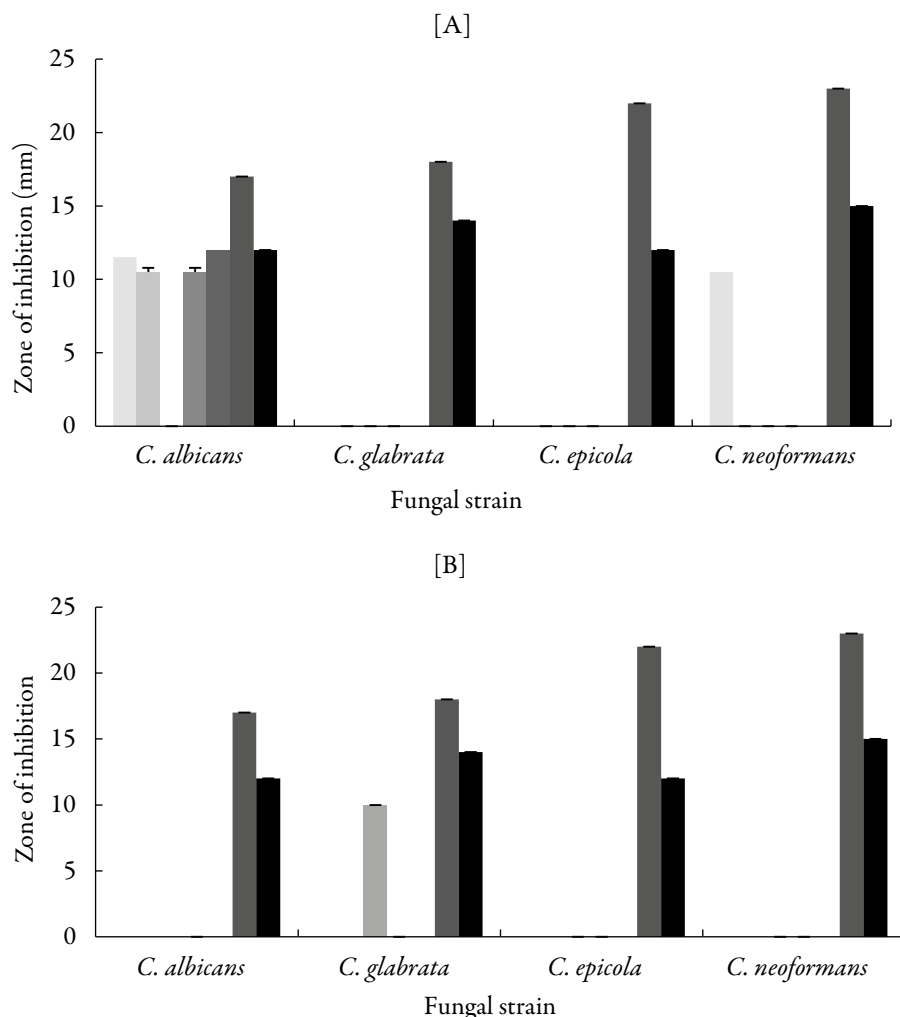 [A]
Zone of inhibition (mm)
25
20
15
10
5
0
C. albicans C. glabrata C. epicola C. neoformans
Fungal strain
[B]
Zone of inhibition
25
20
15
10
5
0
C. albicans C. glabrata C. epicola C. neoformans
Fungal strain